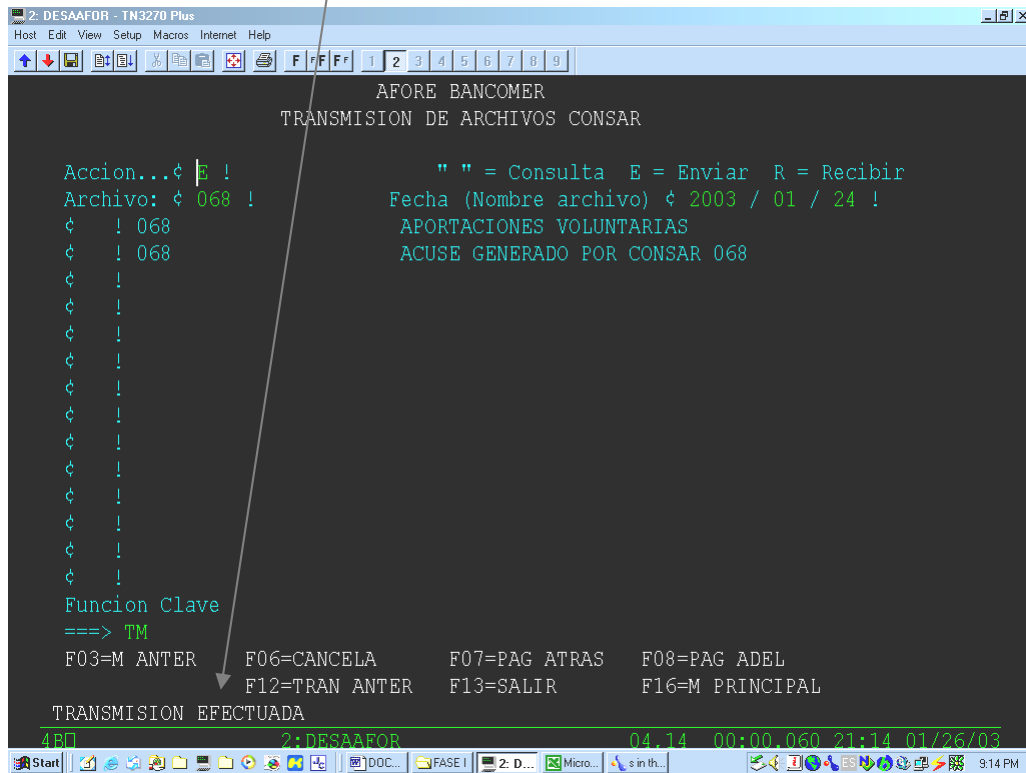 2: DESAAFOR - TN3270 Plus
Host Edit View Setup Macros Internet Help
F FFF FF 1 2 3 4 5 6 7 8 9
AFORE BANCOMER
TRANSMISION DE ARCHIVOS CONSAR
Accion...¢ E ! " " = Consulta E = Enviar R = Recibir
Archivo: ¢ 068 ! Fecha (Nombre archivo) ¢ 2003 / 01 / 24 !
¢ ! 068 APORTACIONES VOLUNTARIAS
¢ ! 068 ACUSE GENERADO POR CONSAR 068
¢ !
¢ !
¢ !
¢ !
¢ !
¢ !
¢ !
¢ !
¢ !
¢ !
¢ !
¢ !
Funcion Clave
===> TM
F03=M ANTER F06=CANCELA F07=PAG ATRAS F08=PAG ADEL
F12=TRAN ANTER F13=SALIR F16=M PRINCIPAL
TRANSMISION EFECTUADA
4B 2:DESAAFOR 04,14 00:00.060 21:14 01/26/03
Start DOC... FASE I 2: D... Micro... s in th... ES 9:14 PM